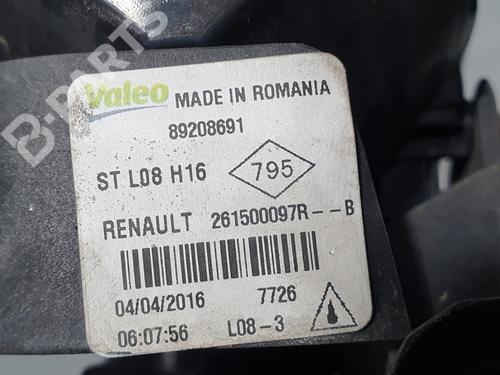 B-PARTS
Valeo MADE IN ROMANIA
89208691
ST L08 H16 795
RENAULT 261500097R--B
04/04/2016 7726
06:07:56 L08-3